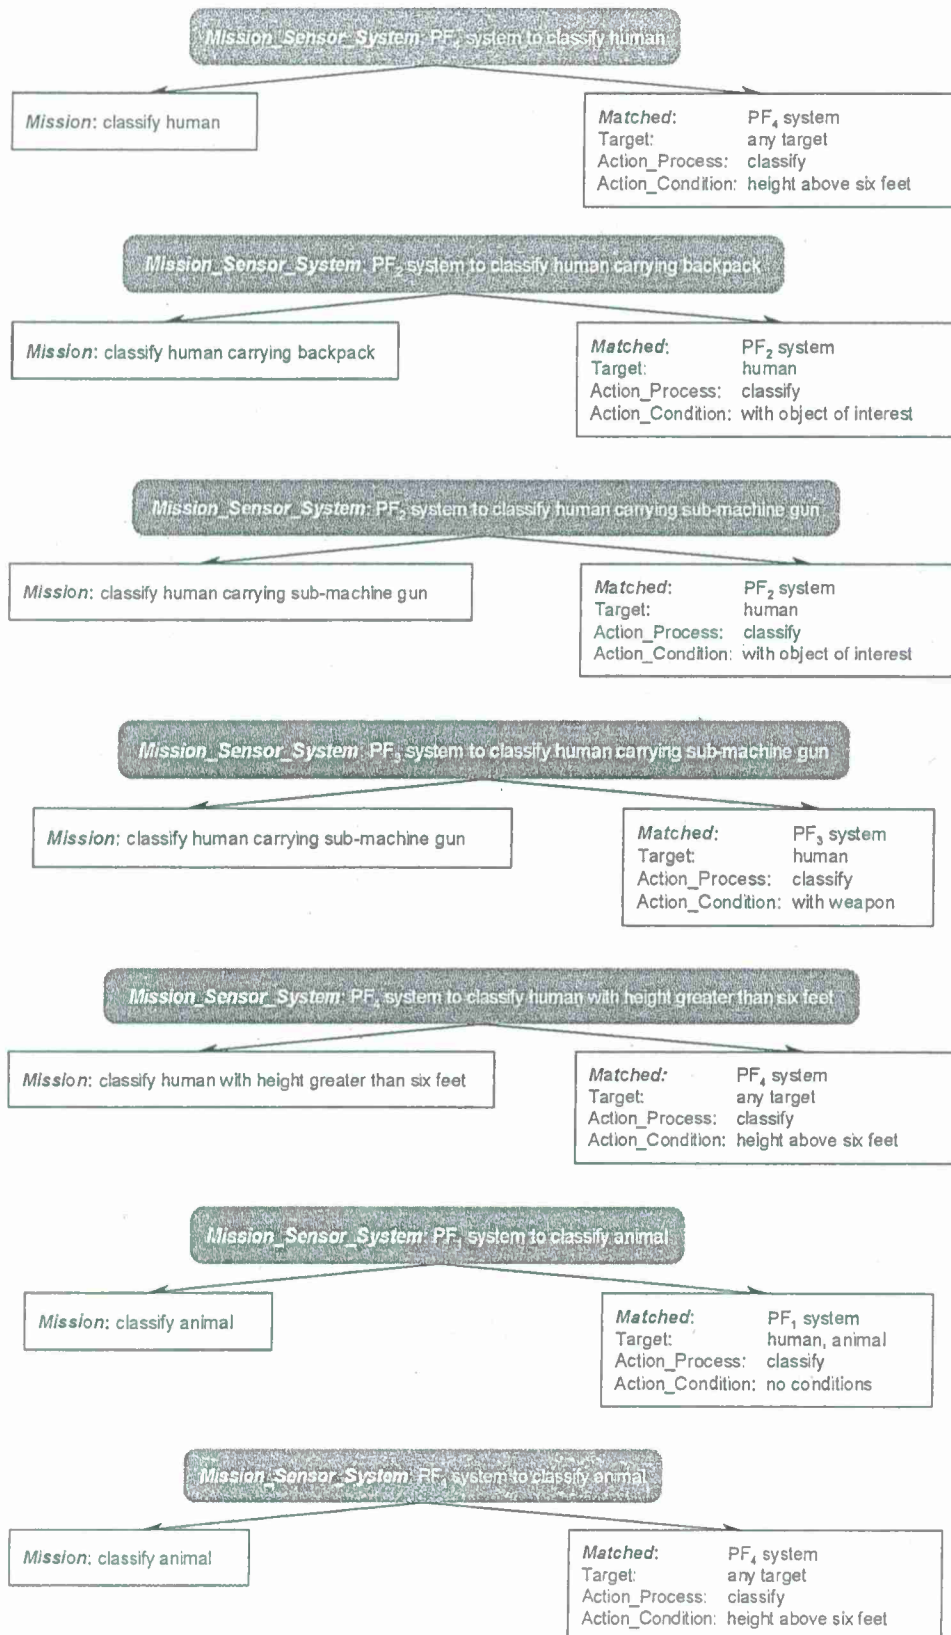 Mission_Sensor_System: PF₄ system to classify human
Mission: classify human
Matched: PF₄ system
Target: any target
Action_Process: classify
Action_Condition: height above six feet
Mission_Sensor_System: PF₂ system to classify human carrying backpack
Mission: classify human carrying backpack
Matched: PF₂ system
Target: human
Action_Process: classify
Action_Condition: with object of interest
Mission_Sensor_System: PF₂ system to classify human carrying sub-machine gun
Mission: classify human carrying sub-machine gun
Matched: PF₂ system
Target: human
Action_Process: classify
Action_Condition: with object of interest
Mission_Sensor_System: PF₃ system to classify human carrying sub-machine gun
Mission: classify human carrying sub-machine gun
Matched: PF₃ system
Target: human
Action_Process: classify
Action_Condition: with weapon
Mission_Sensor_System: PF₄ system to classify human with height greater than six feet
Mission: classify human with height greater than six feet
Matched: PF₄ system
Target: any target
Action_Process: classify
Action_Condition: height above six feet
Mission_Sensor_System: PF₁ system to classify animal
Mission: classify animal
Matched: PF₁ system
Target: human, animal
Action_Process: classify
Action_Condition: no conditions
Mission_Sensor_System: PF₄ system to classify animal
Mission: classify animal
Matched: PF₄ system
Target: any target
Action_Process: classify
Action_Condition: height above six feet